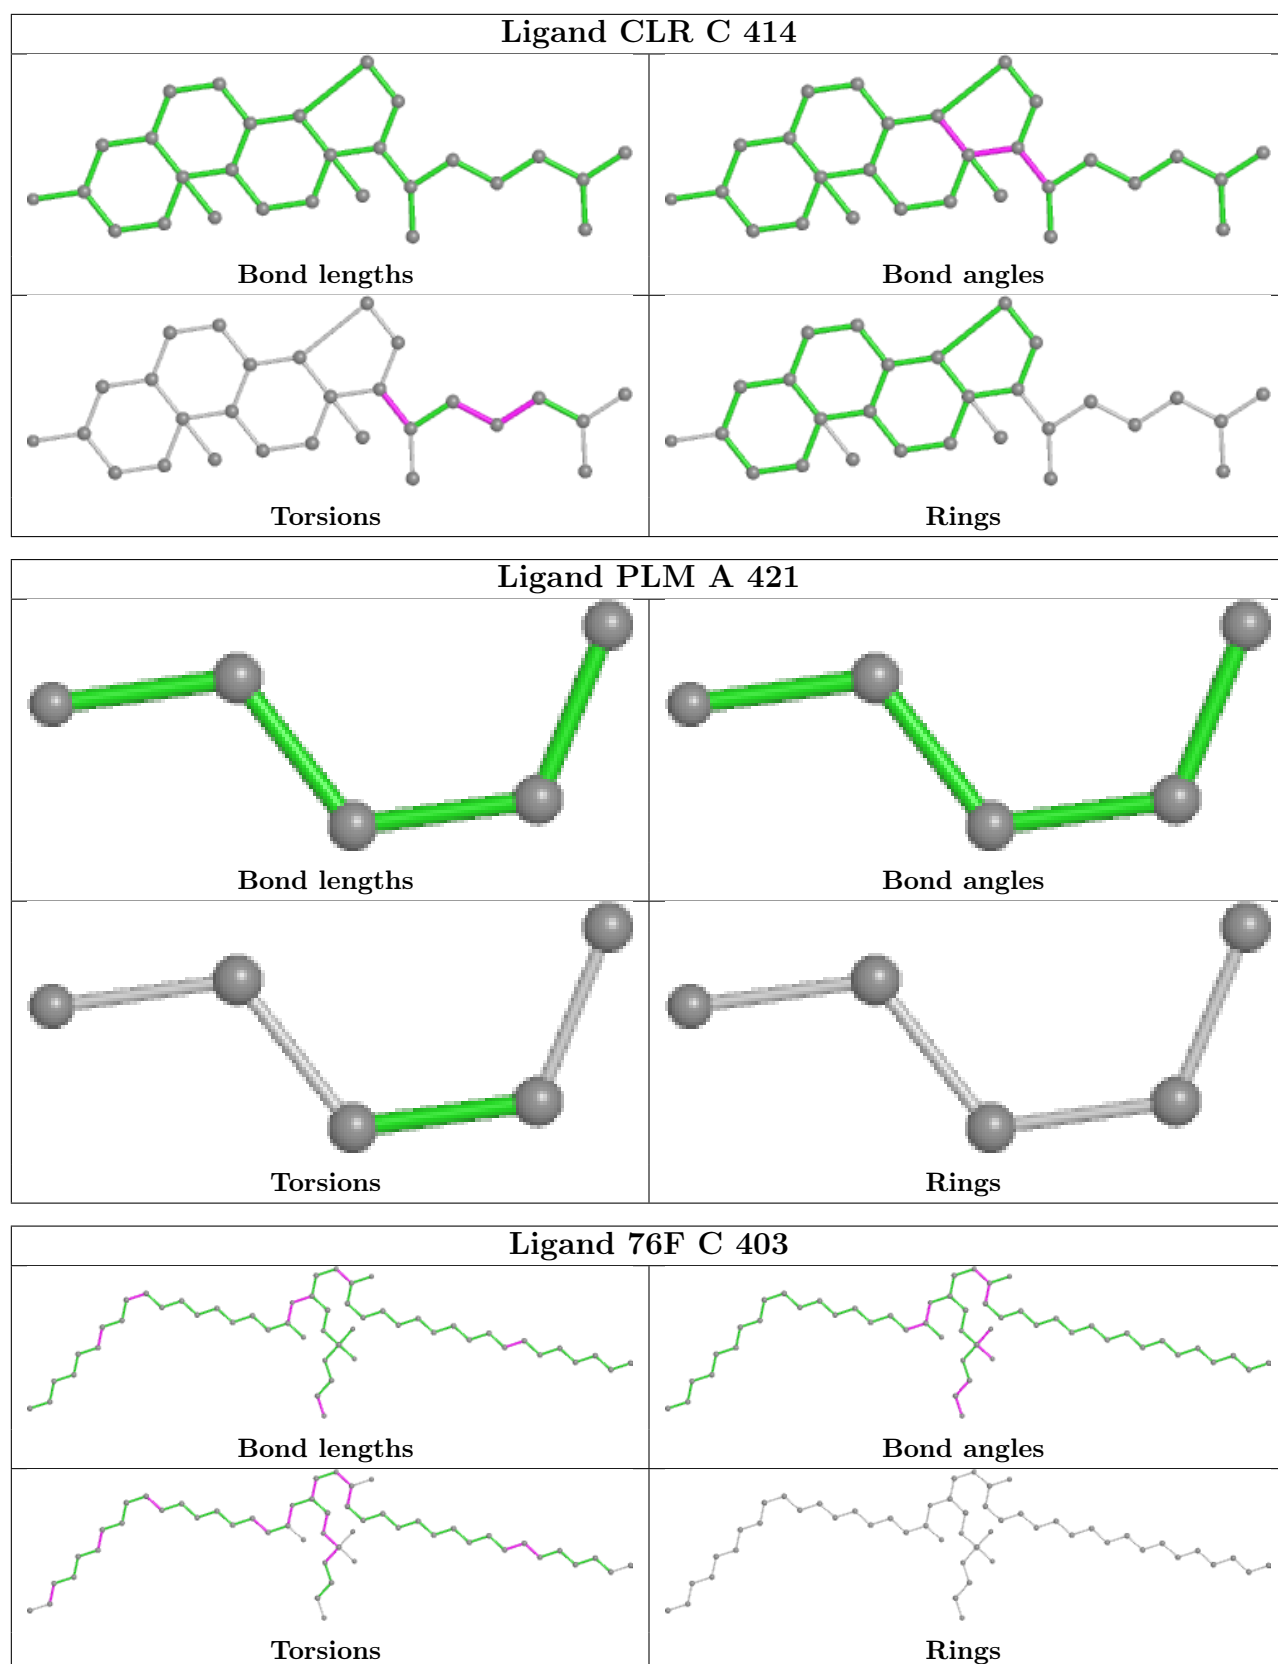 Ligand CLR C 414
Bond lengths
Bond angles
Torsions
Rings
Ligand PLM A 421
Bond lengths
Bond angles
Torsions
Rings
Ligand 76F C 403
Bond lengths
Bond angles
Torsions
Rings